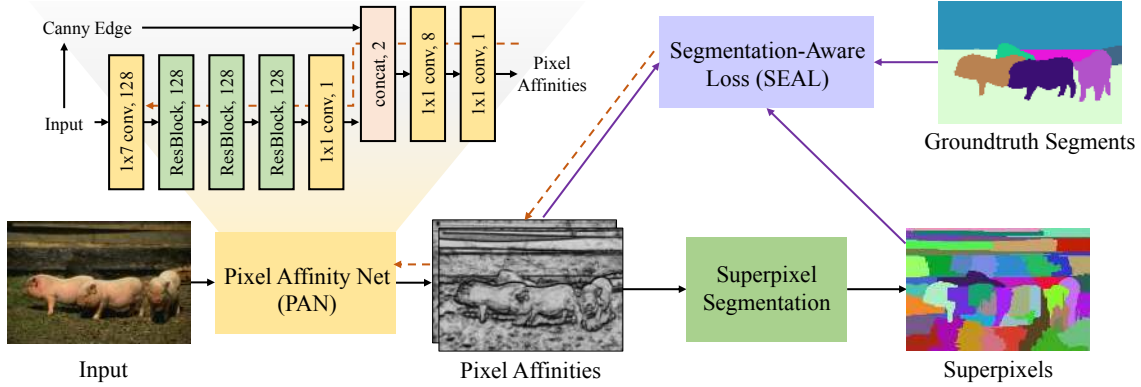 Canny Edge
Input
1x7 conv, 128
ResBlock, 128
ResBlock, 128
ResBlock, 128
1x1 conv, 1
concat, 2
1x1 conv, 8
1x1 conv, 1
Pixel
Affinities
Segmentation-Aware
Loss (SEAL)
Groundtruth Segments
Pixel Affinity Net
(PAN)
Superpixel
Segmentation
Input
Pixel Affinities
Superpixels